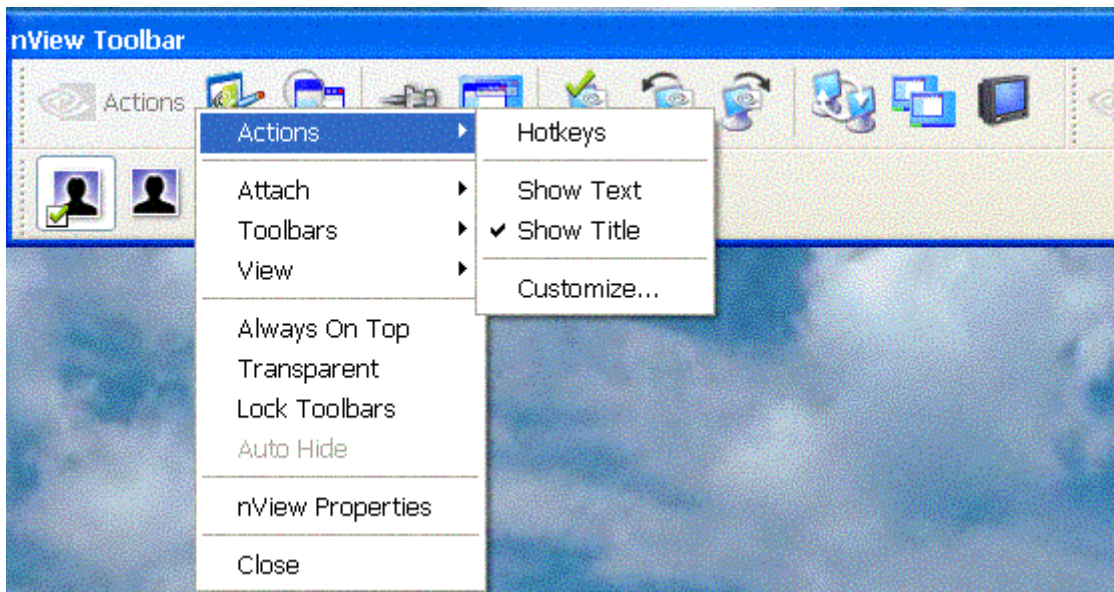 nView Toolbar
Actions
Actions
Hotkeys
Attach
Show Text
Toolbars
Show Title
View
Customize...
Always On Top
Transparent
Lock Toolbars
Auto Hide
nView Properties
Close